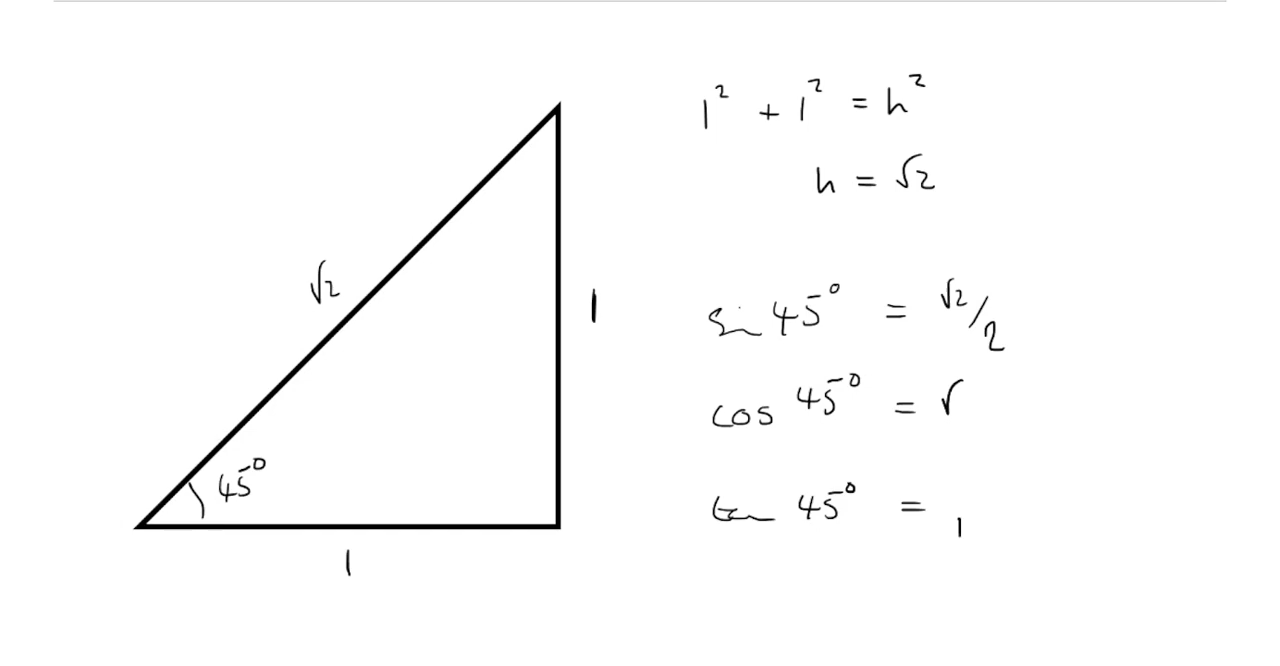 1² + 1² = h²
h = √2
√2
1
sin 45° = √2/2
cos 45° = √
45°
tan 45° = 1
1